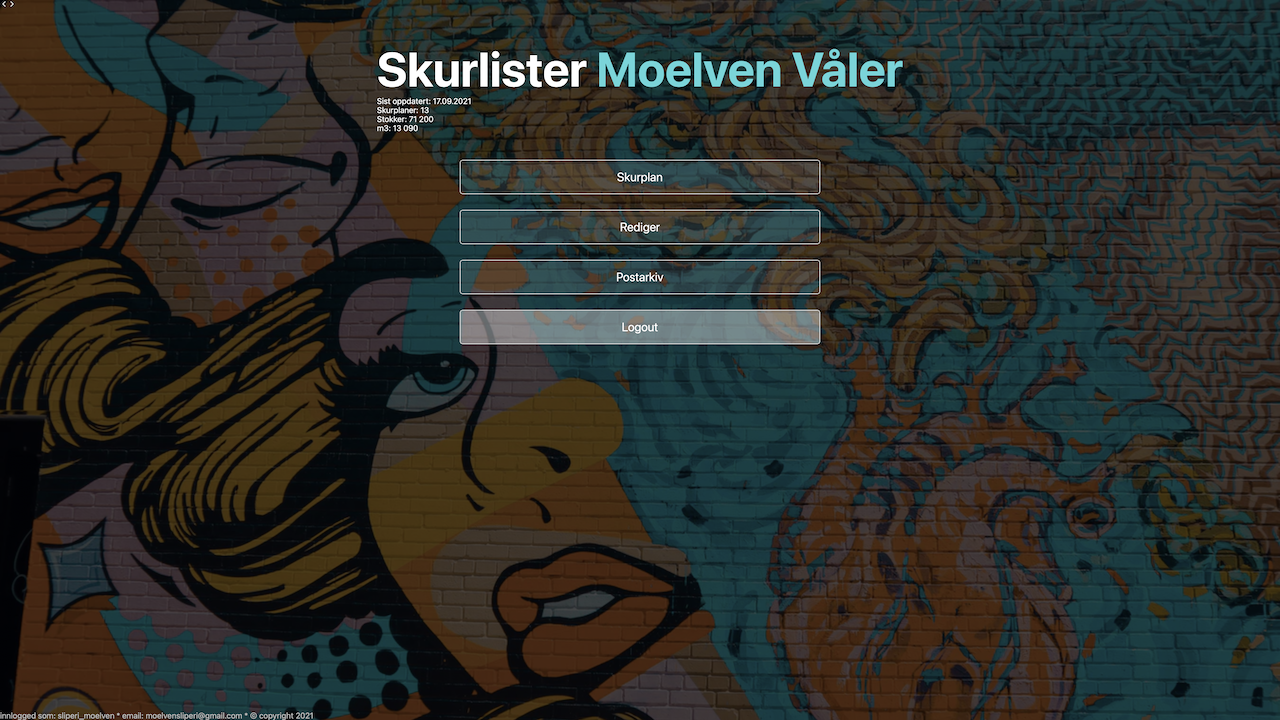 Skurlister Moelven Våler
Sist oppdatert: 17.09.2021
Skurplaner: 13
Stokker: 71 200
m3: 13 090
Skurplan
Rediger
Postarkiv
Logout
innlogged som: sliperi_moelven * email: moelvensliperi@gmail.com * © copyright 2021